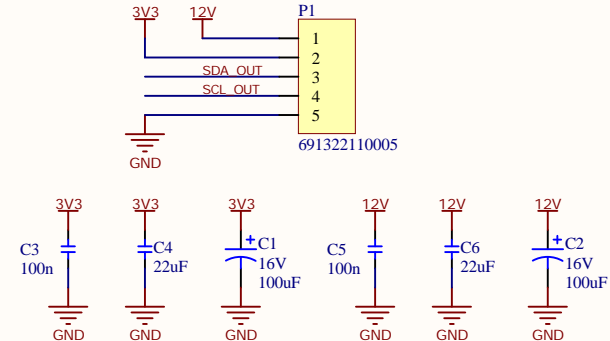 P1
3V3
12V
1
2
SDA_OUT
3
SCL_OUT
4
5
691322110005
GND
3V3
3V3
3V3
12V
12V
12V
C3
100n
C4
22uF
+
C1
16V
100uF
C5
100n
C6
22uF
+
C2
16V
100uF
GND
GND
GND
GND
GND
GND